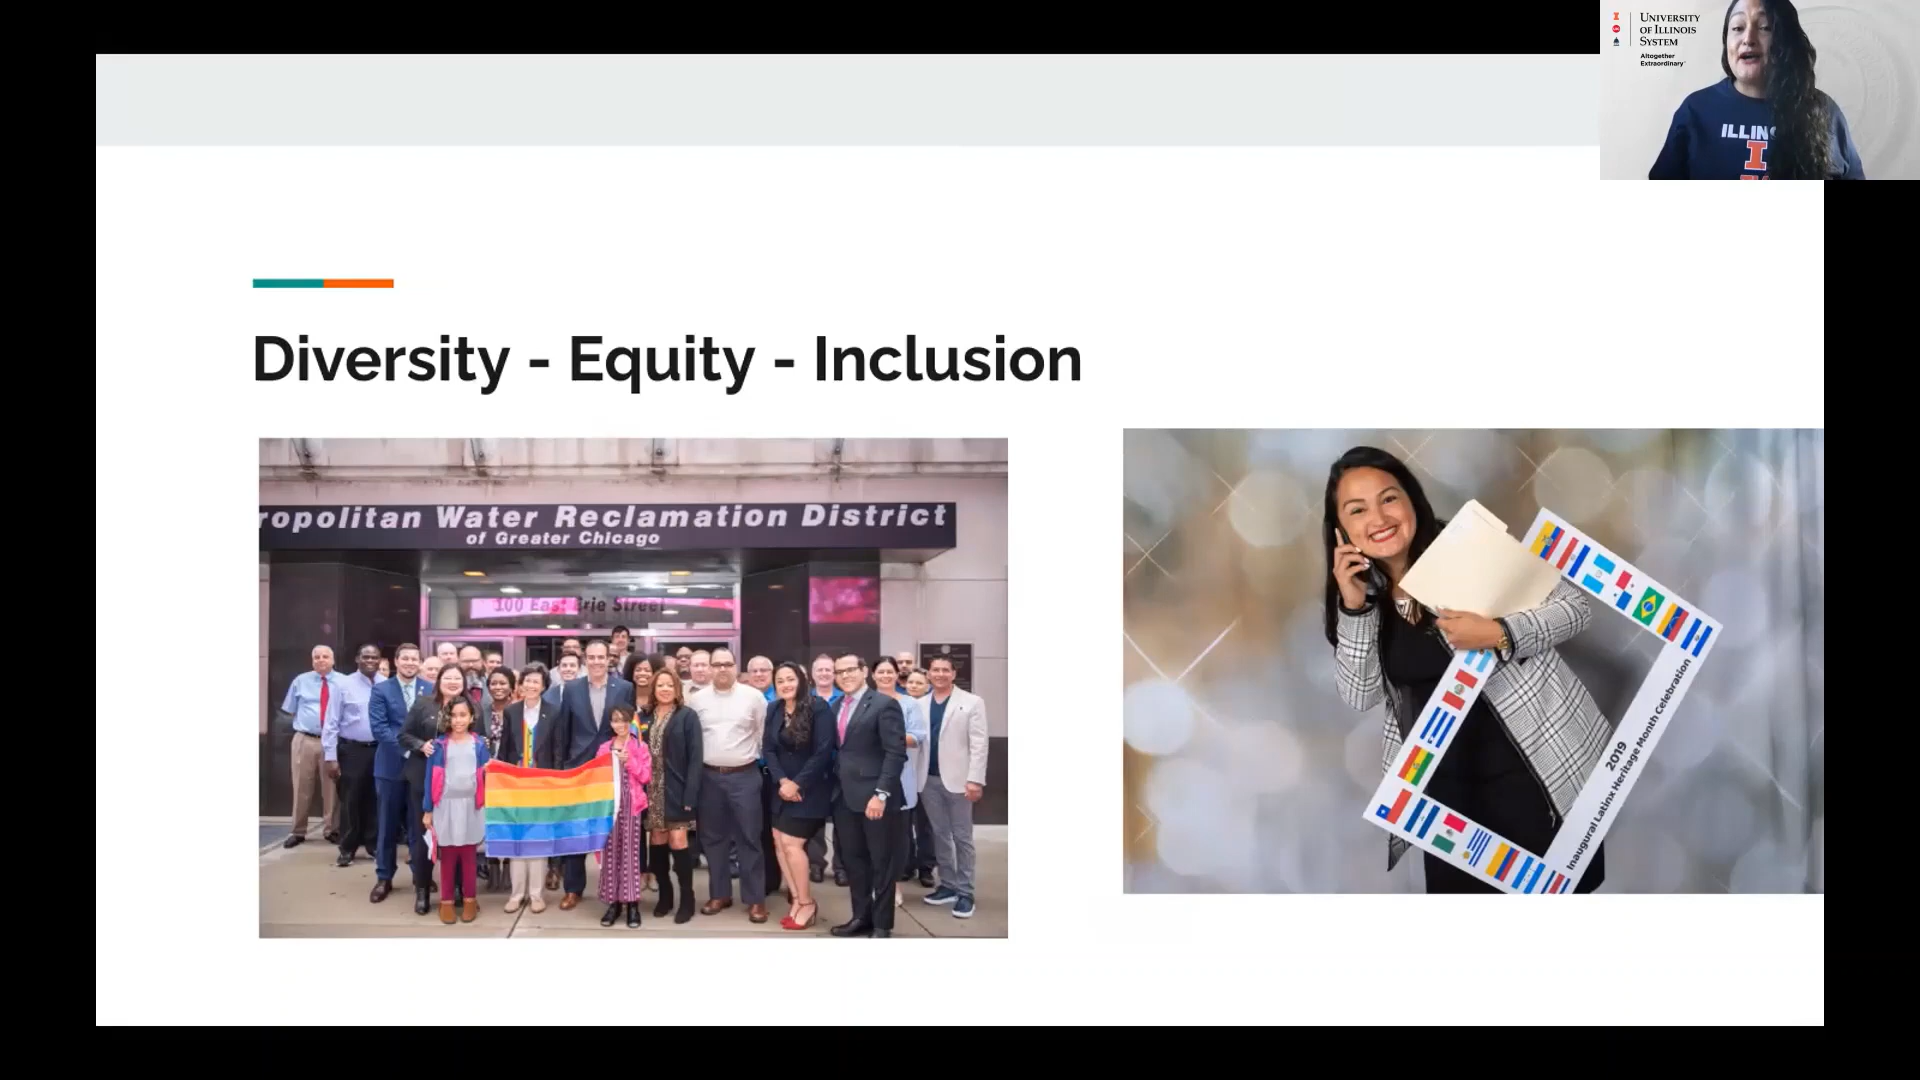 UNIVERSITY
OF ILLINOIS
SYSTEM
Altogether
Extraordinary
ILLIN
I
Diversity - Equity - Inclusion
ropolitan Water Reclamation District
of Greater Chicago
100 East Erie Street
2019
Inaugural Latinx Heritage Month Celebration